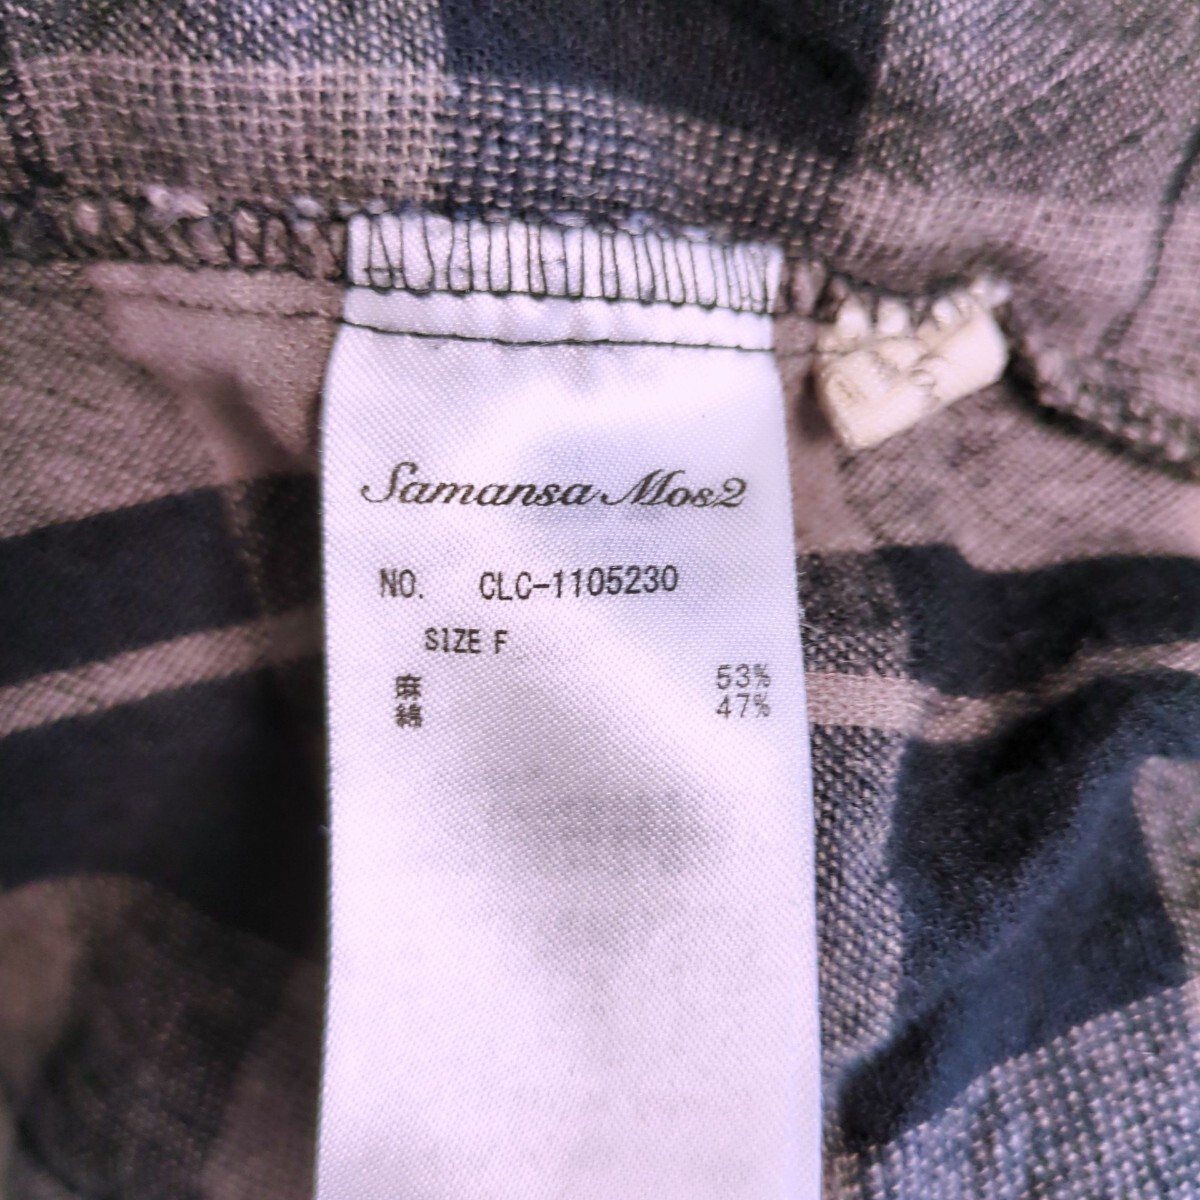 Samansa Mos2
NO. CLC-1105230
SIZE F
麻 53%
綿 47%